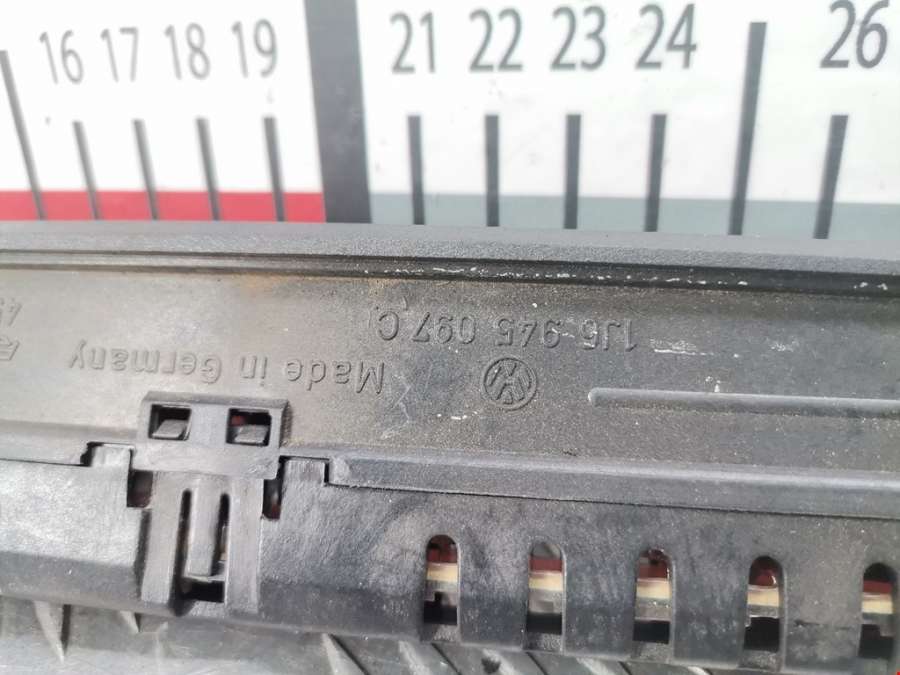 16 17 18 19 21 22 23 24 26
1J6 945 097 C
Made in Germany